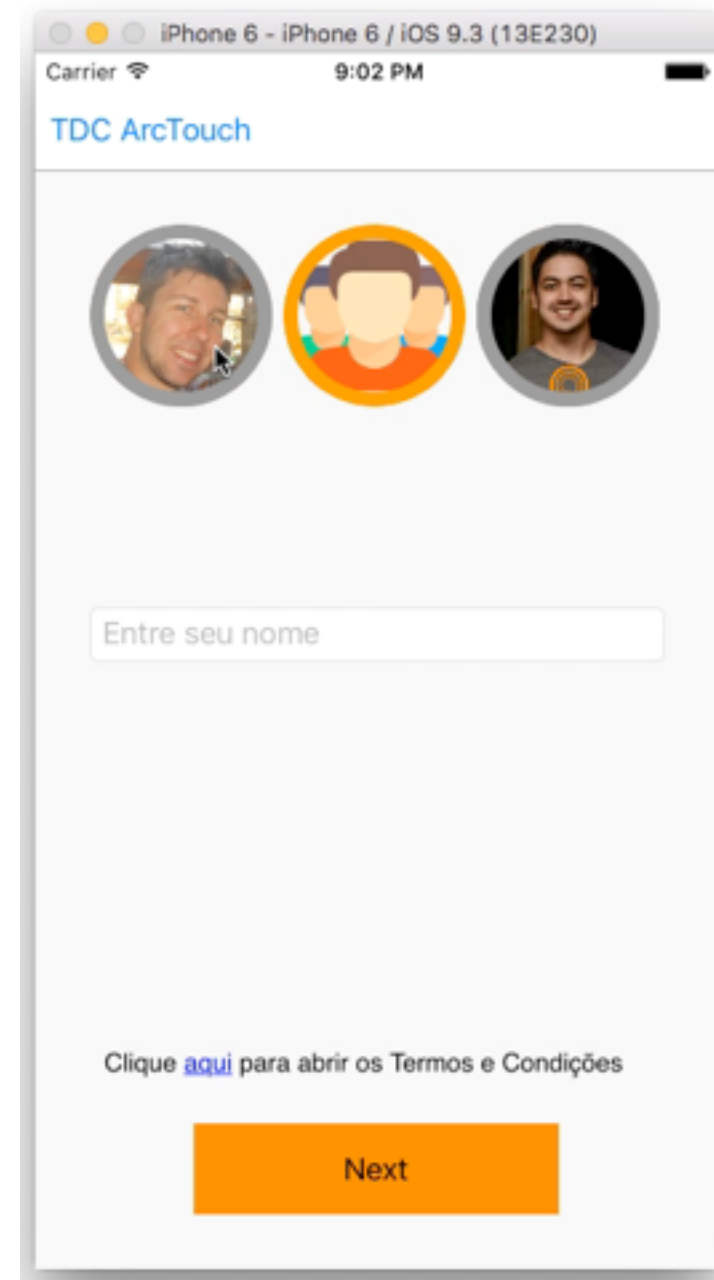 iPhone 6 - iPhone 6 / iOS 9.3 (13E230)
Carrier 9:02 PM
TDC ArcTouch
Entre seu nome
Clique aqui para abrir os Termos e Condições
Next